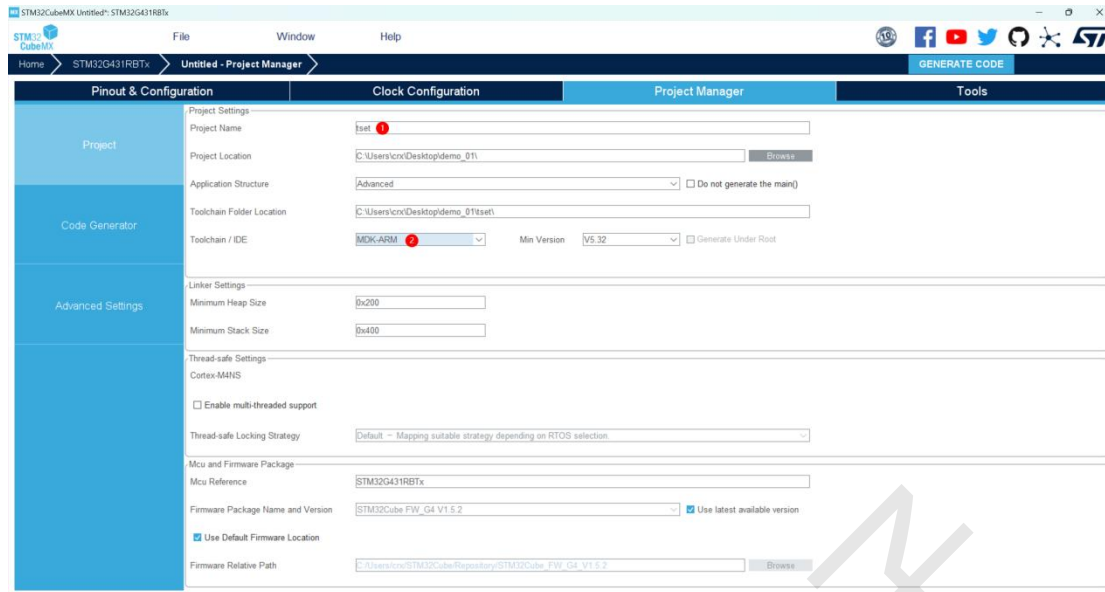 STM32CubeMX Untitled*: STM32G431RBTx
STM32 CubeMX File Window Help
Home STM32G431RBTx Untitled - Project Manager GENERATE CODE
Pinout & Configuration Clock Configuration Project Manager Tools
Project
Code Generator
Advanced Settings
Project Settings
Project Name tset 1
Project Location C:\Users\crx\Desktop\demo_01\ Browse
Application Structure Advanced Do not generate the main()
Toolchain Folder Location C:\Users\crx\Desktop\demo_01\tset\
Toolchain / IDE MDK-ARM 2 Min Version V5.32 Generate Under Root
Linker Settings
Minimum Heap Size 0x200
Minimum Stack Size 0x400
Thread-safe Settings
Cortex-M4NS
Enable multi-threaded support
Thread-safe Locking Strategy Default - Mapping suitable strategy depending on RTOS selection.
Mcu and Firmware Package
Mcu Reference STM32G431RBTx
Firmware Package Name and Version STM32Cube FW_G4 V1.5.2 Use latest available version
Use Default Firmware Location
Firmware Relative Path C:/Users/crx/STM32Cube/Repository/STM32Cube_FW_G4_V1.5.2 Browse